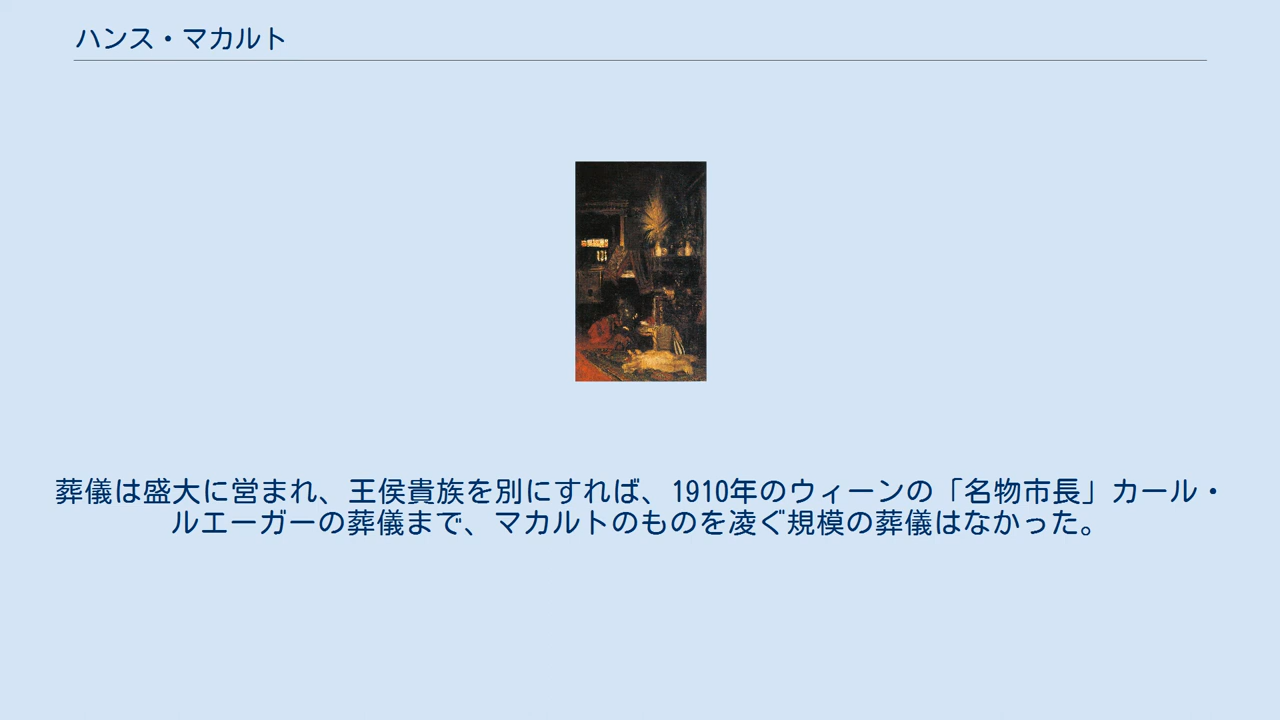 ハンス・マカルト
葬儀は盛大に営まれ、王侯貴族を別にすれば、1910年のウィーンの「名物市長」カール・
ルエーガーの葬儀まで、マカルトのものを凌ぐ規模の葬儀はなかった。